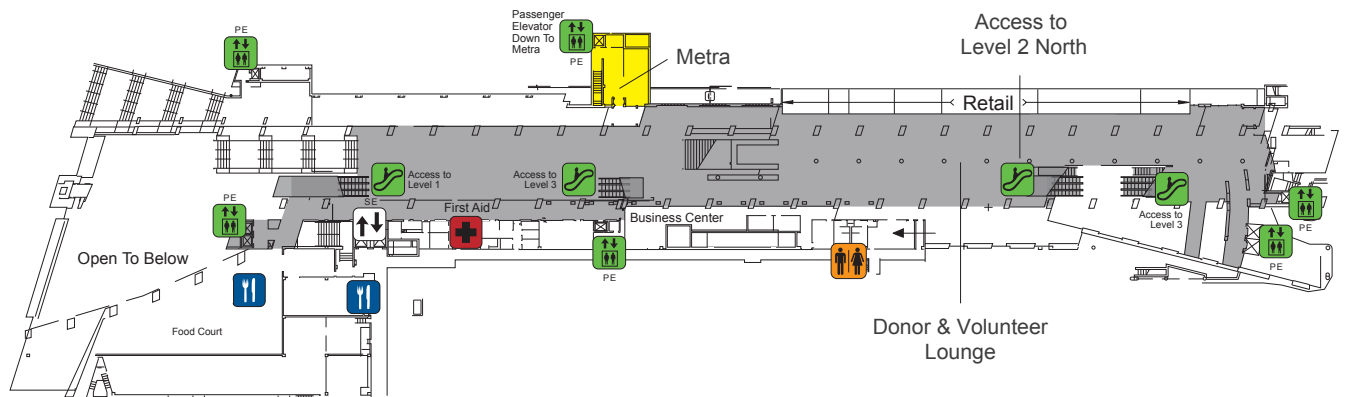 PE
Passenger
Elevator
Down To
Metra
PE
Metra
Access to
Level 2 North
Retail
Access to
Level 1
Access to
Level 3
PE
SE
First Aid
Business Center
Access to
Level 3
PE
PE
PE
Open To Below
Food Court
Donor & Volunteer
Lounge